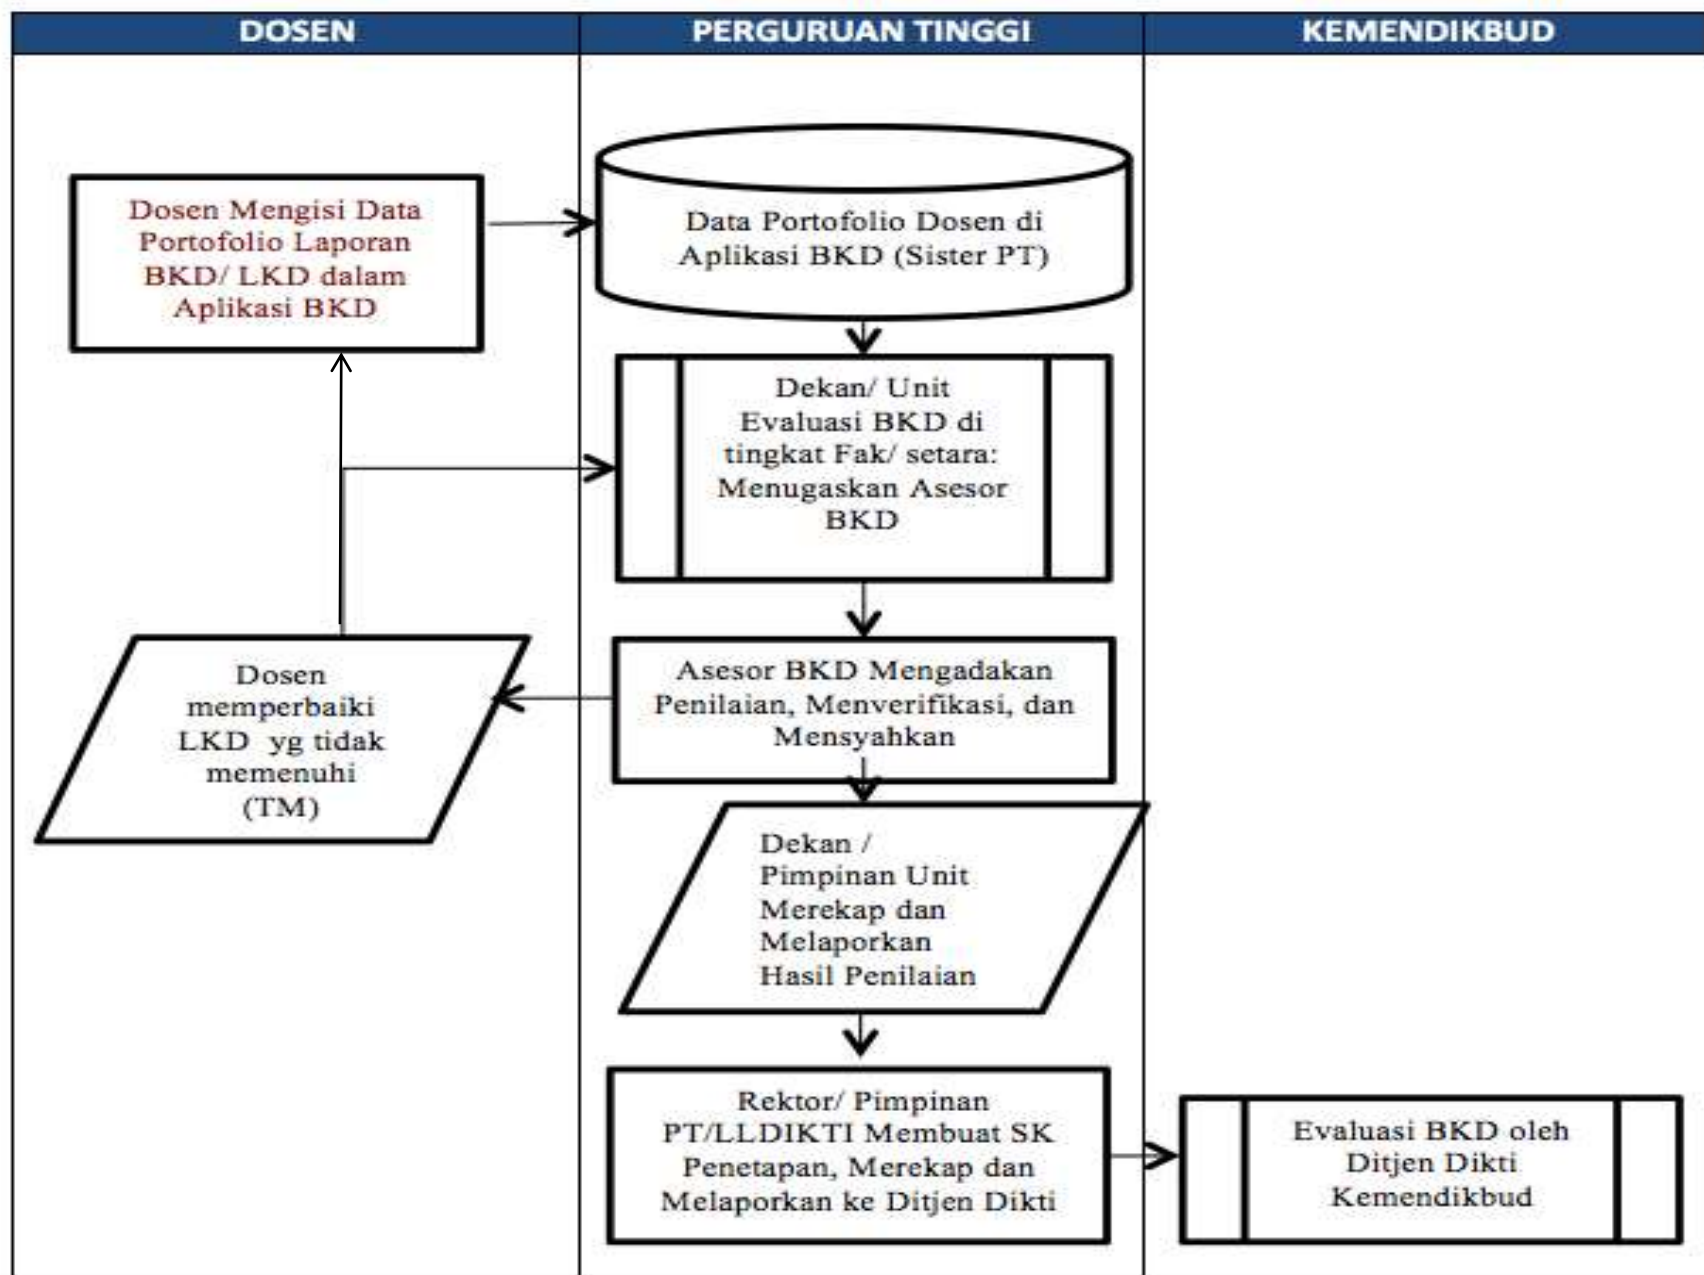 DOSEN
PERGURUAN TINGGI
KEMENDIKBUD
Dosen Mengisi Data
Portofolio Laporan
BKD/ LKD dalam
Aplikasi BKD
Data Portofolio Dosen di
Aplikasi BKD (Sister PT)
Dekan/ Unit
Evaluasi BKD di
tingkat Fak/ setara:
Menugaskan Asesor
BKD
Asesor BKD Mengadakan
Penilaian, Menverifikasi, dan
Mensyahkan
Dosen
memperbaiki
LKD yg tidak
memenuhi
(TM)
Dekan /
Pimpinan Unit
Merekap dan
Melaporkan
Hasil Penilaian
Rektor/ Pimpinan
PT/LLDIKTI Membuat SK
Penetapan, Merekap dan
Melaporkan ke Ditjen Dikti
Evaluasi BKD oleh
Ditjen Dikti
Kemendikbud